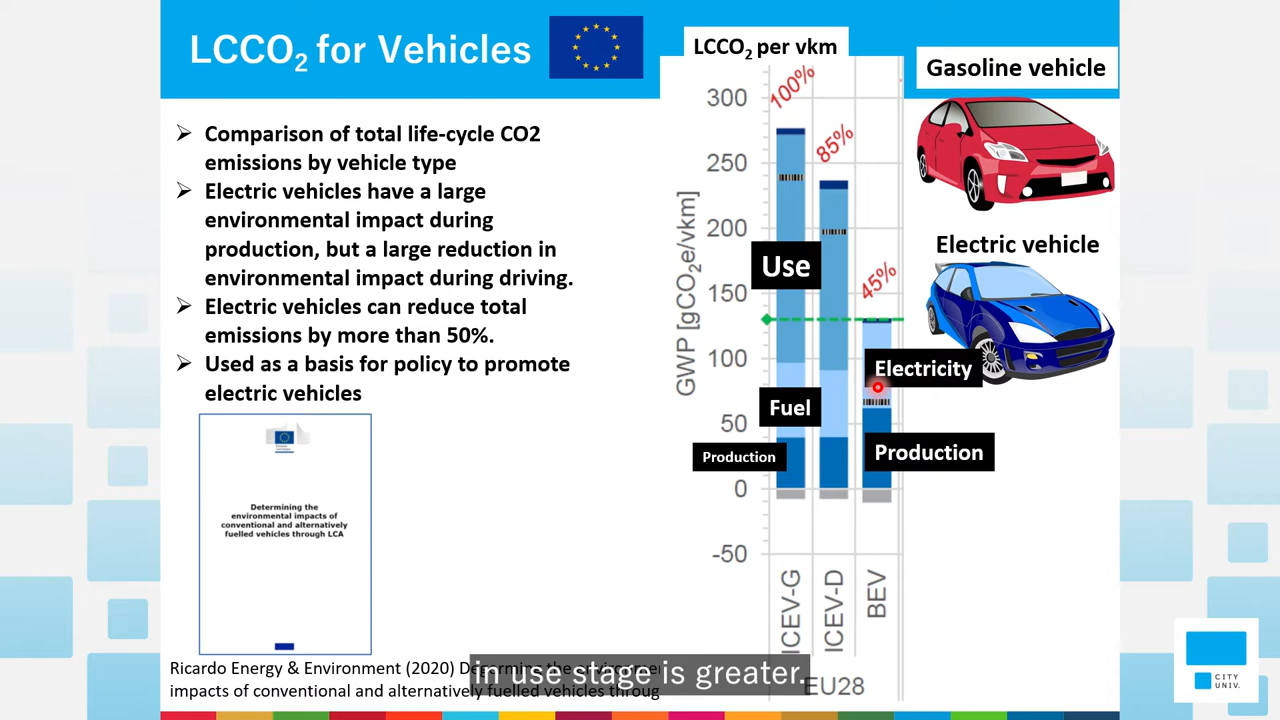 LCCO₂ for Vehicles
Comparison of total life-cycle CO2
emissions by vehicle type
Electric vehicles have a large
environmental impact during
production, but a large reduction in
environmental impact during driving.
Electric vehicles can reduce total
emissions by more than 50%.
Used as a basis for policy to promote
electric vehicles
Determining the
environmental impacts of
conventional and alternatively
fuelled vehicles through LCA
Ricardo Energy & Environment (2020)
impacts of conventional and alternatively fuelled vehicles throug
LCCO₂ per vkm
GWP [gCO₂e/vkm]
300
250
200
150
100
50
0
-50
100%
85%
45%
Use
Fuel
Production
Electricity
Production
ICEV-G
ICEV-D
BEV
EU28
Gasoline vehicle
Electric vehicle
in use stage is greater.
CITY
UNIV.